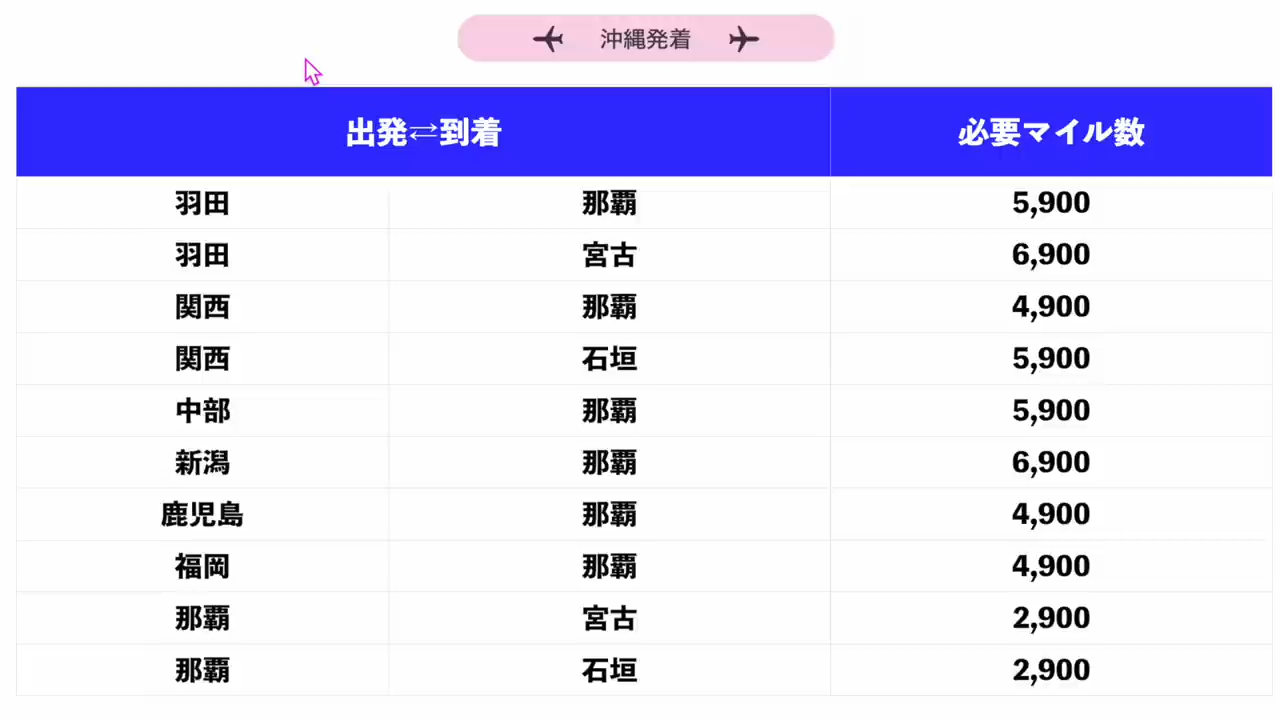 沖縄発着
出発⇄到着 必要マイル数
羽田 那覇 5,900
羽田 宮古 6,900
関西 那覇 4,900
関西 石垣 5,900
中部 那覇 5,900
新潟 那覇 6,900
鹿児島 那覇 4,900
福岡 那覇 4,900
那覇 宮古 2,900
那覇 石垣 2,900